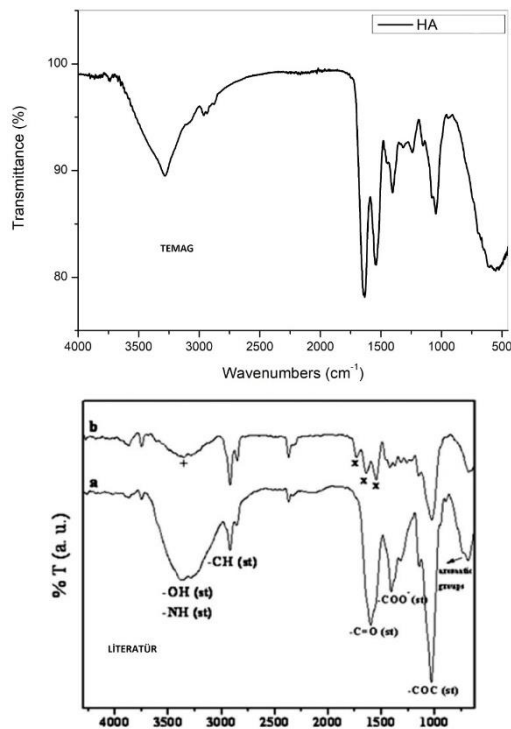 HA
100
90
80
Transmittance (%)
TEMAG
4000 3500 3000 2500 2000 1500 1000 500
Wavenumbers (cm⁻¹)
b
+
x x x
a
% T (a. u.)
-CH (st)
-OH (st)
-NH (st)
-COO⁻ (st)
aromatic
groups
-C=O (st)
LİTERATÜR
-COC (st)
4000 3500 3000 2500 2000 1500 1000